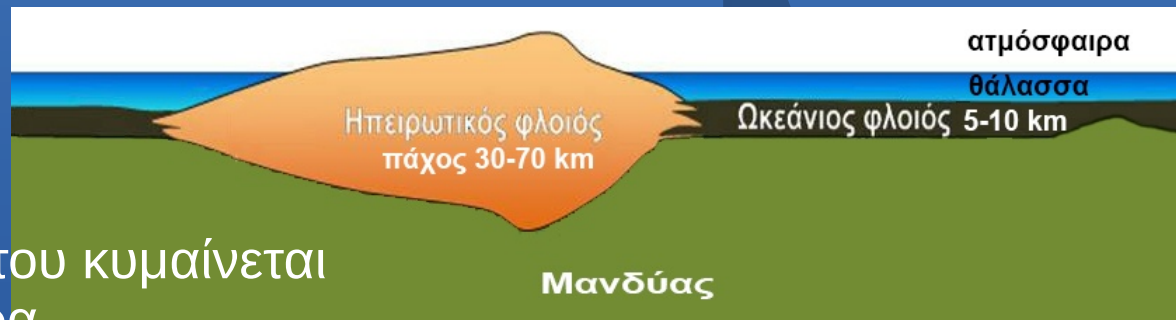 ατμόσφαιρα
θάλασσα
Ηπειρωτικός φλοιός
πάχος 30-70 km
Ωκεάνιος φλοιός 5-10 km
του κυμαίνεται
Μανδύας